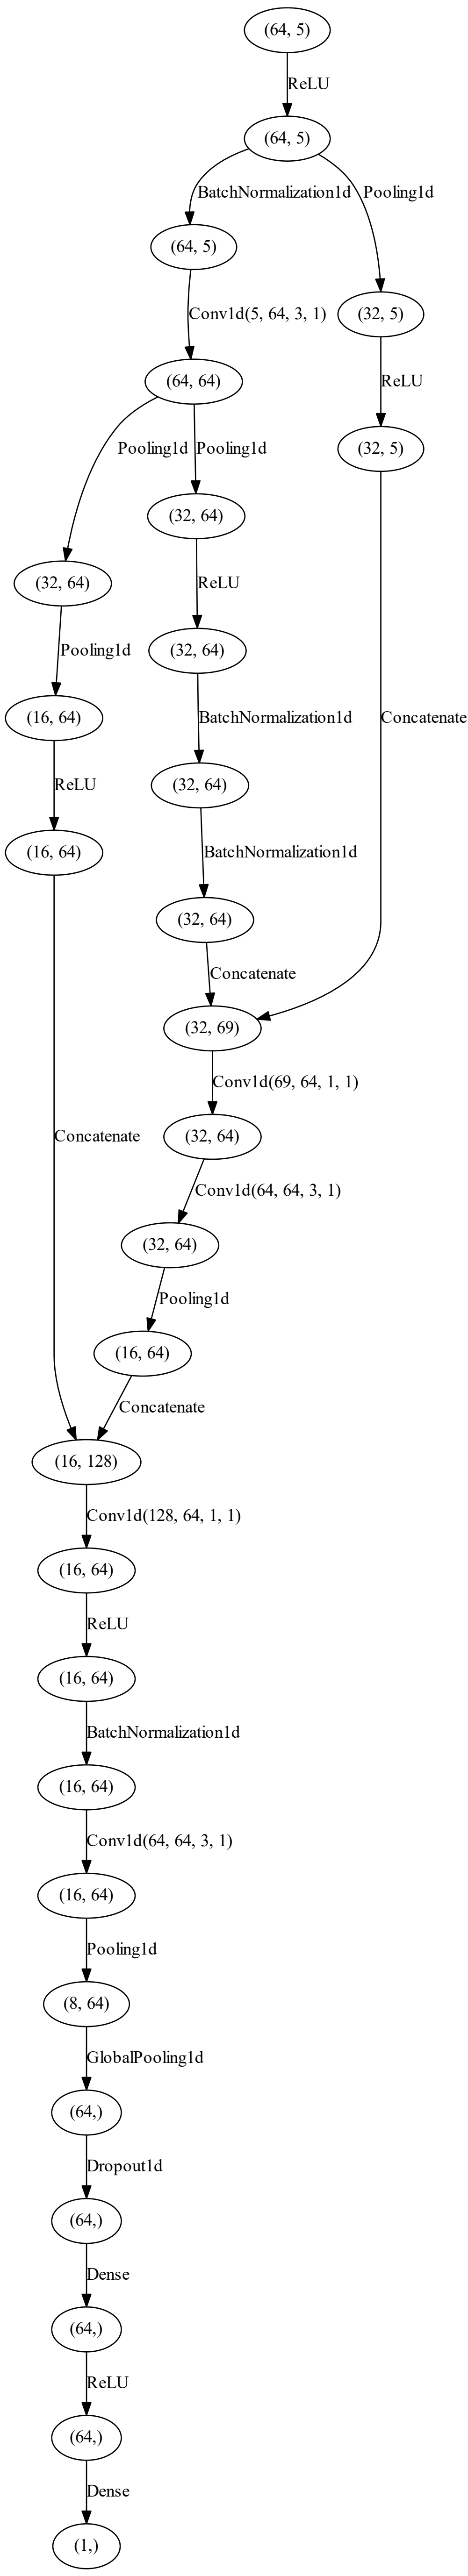 (64, 5)
ReLU
(64, 5)
BatchNormalization1d
Pooling1d
(64, 5)
(32, 5)
Conv1d(5, 64, 3, 1)
(64, 64)
ReLU
(32, 5)
Pooling1d
Pooling1d
(32, 64)
(32, 64)
ReLU
Pooling1d
(32, 64)
(16, 64)
BatchNormalization1d
Concatenate
ReLU
(32, 64)
(16, 64)
BatchNormalization1d
(32, 64)
Concatenate
(32, 69)
Conv1d(69, 64, 1, 1)
Concatenate
(32, 64)
Conv1d(64, 64, 3, 1)
(32, 64)
Pooling1d
(16, 64)
Concatenate
(16, 128)
Conv1d(128, 64, 1, 1)
(16, 64)
ReLU
(16, 64)
BatchNormalization1d
(16, 64)
Conv1d(64, 64, 3, 1)
(16, 64)
Pooling1d
(8, 64)
GlobalPooling1d
(64,)
Dropout1d
(64,)
Dense
(64,)
ReLU
(64,)
Dense
(1,)